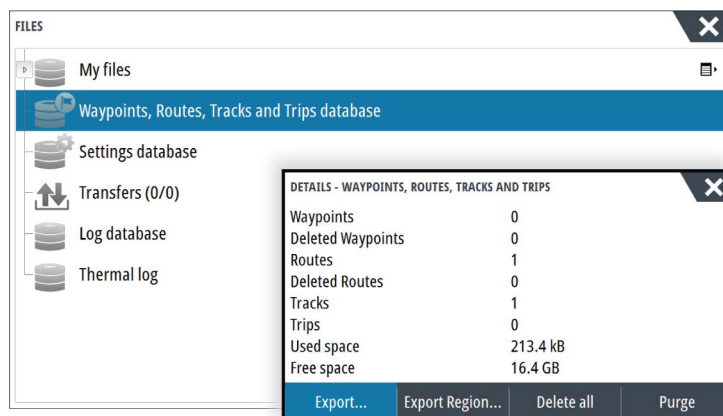 FILES
My files
Waypoints, Routes, Tracks and Trips database
Settings database
Transfers (0/0)
Log database
Thermal log
DETAILS - WAYPOINTS, ROUTES, TRACKS AND TRIPS
Waypoints 0
Deleted Waypoints 0
Routes 1
Deleted Routes 0
Tracks 1
Trips 0
Used space 213.4 kB
Free space 16.4 GB
Export... Export Region... Delete all Purge